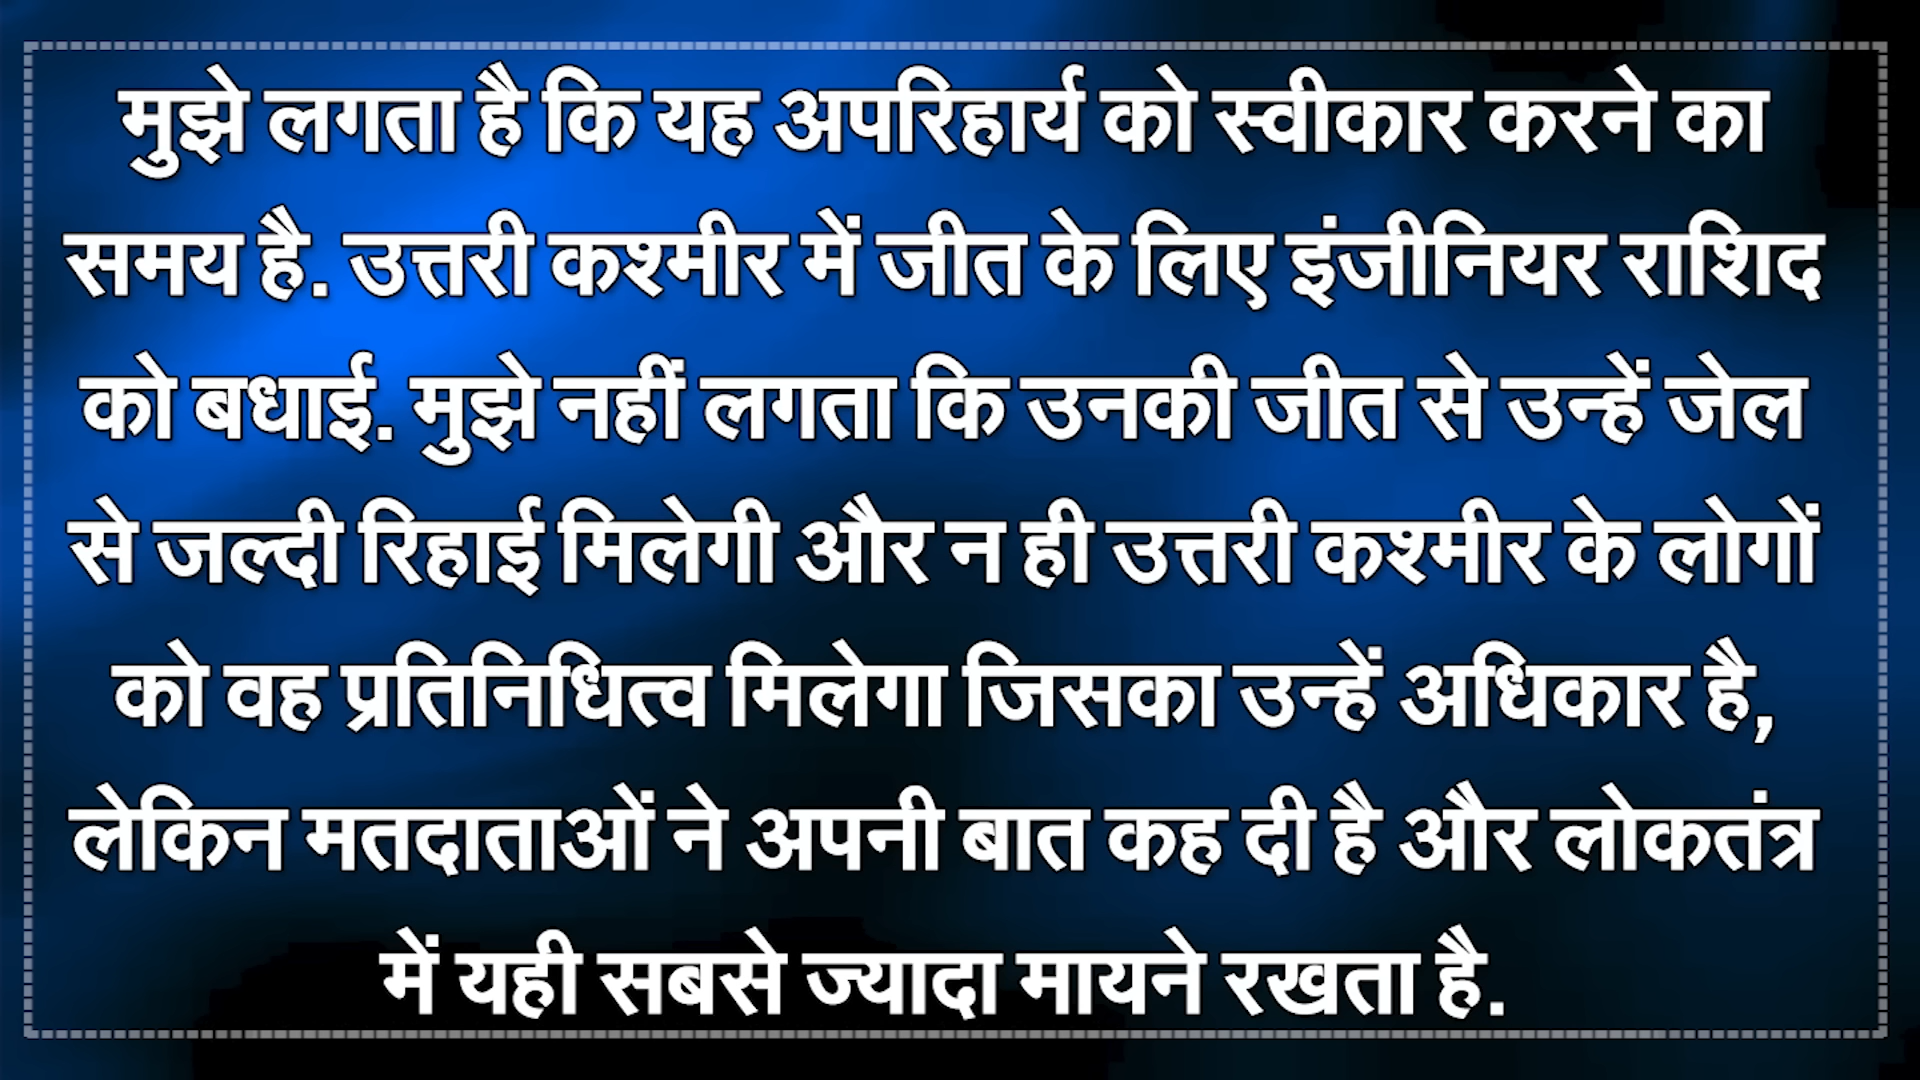 मुझे लगता है कि यह अपरिहार्य को स्वीकार करने का
समय है. उत्तरी कश्मीर में जीत के लिए इंजीनियर राशिद
को बधाई. मुझे नहीं लगता कि उनकी जीत से उन्हें जेल
से जल्दी रिहाई मिलेगी और न ही उत्तरी कश्मीर के लोगों
को वह प्रतिनिधित्व मिलेगा जिसका उन्हें अधिकार है,
लेकिन मतदाताओं ने अपनी बात कह दी है और लोकतंत्र
में यही सबसे ज्यादा मायने रखता है.